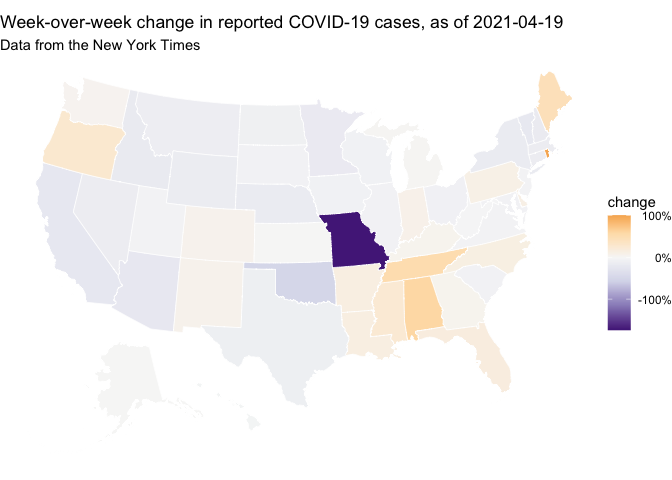 Week-over-week change in reported COVID-19 cases, as of 2021-04-19
Data from the New York Times
change
100%
0%
-100%